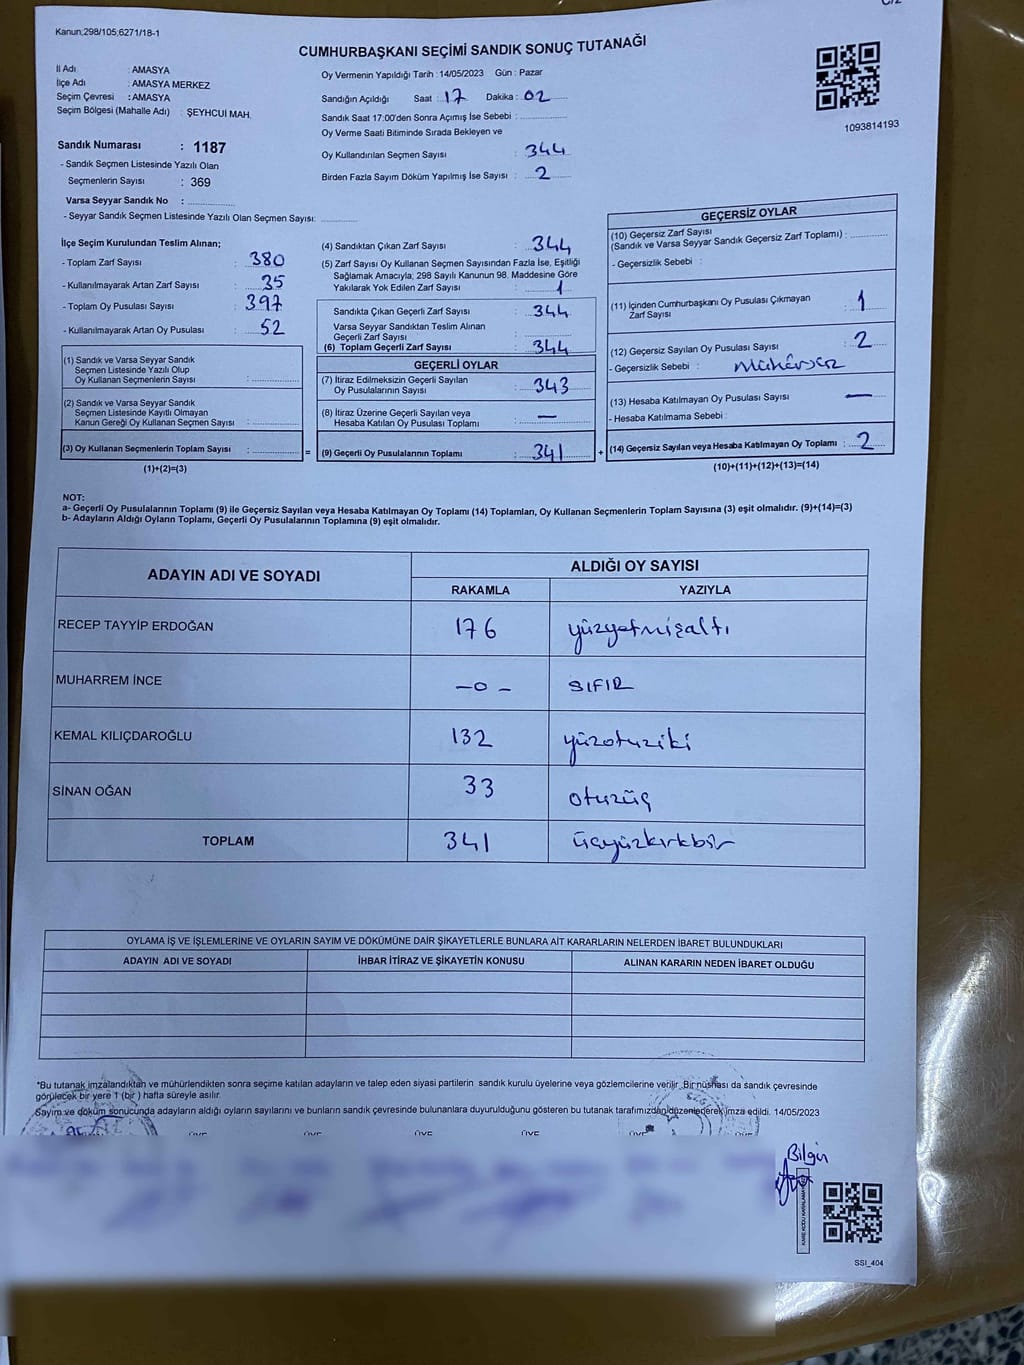 C/2
Kanun;298/105;6271/18-1
CUMHURBAŞKANI SEÇİMİ SANDIK SONUÇ TUTANAĞI
İl Adı : AMASYA
İlçe Adı : AMASYA MERKEZ
Seçim Çevresi : AMASYA
Seçim Bölgesi (Mahalle Adı) : ŞEYHCUI MAH.
Sandık Numarası : 1187
- Sandık Seçmen Listesinde Yazılı Olan
Seçmenlerin Sayısı : 369
Varsa Seyyar Sandık No :
- Seyyar Sandık Seçmen Listesinde Yazılı Olan Seçmen Sayısı:
Oy Vermenin Yapıldığı Tarih : 14/05/2023 Gün : Pazar
Sandığın Açıldığı Saat : 17 Dakika : 02
Sandık Saat 17:00'den Sonra Açımış İse Sebebi :
Oy Verme Saati Bitiminde Sırada Bekleyen ve
Oy Kullandırılan Seçmen Sayısı : 344
Birden Fazla Sayım Döküm Yapılmış İse Sayısı : 2
1093814193
İlçe Seçim Kurulundan Teslim Alınan;
- Toplam Zarf Sayısı : 380
- Kullanılmayarak Artan Zarf Sayısı : 35
- Toplam Oy Pusulası Sayısı : 397
- Kullanılmayarak Artan Oy Pusulası : 52
(1) Sandık ve Varsa Seyyar Sandık
Seçmen Listesinde Yazılı Olup
Oy Kullanan Seçmenlerin Sayısı :
(2) Sandık ve Varsa Seyyar Sandık
Seçmen Listesinde Kayıtlı Olmayan
Kanun Gereği Oy Kullanan Seçmen Sayısı :
(3) Oy Kullanan Seçmenlerin Toplam Sayısı : =
(1)+(2)=(3)
(4) Sandıktan Çıkan Zarf Sayısı : 344
(5) Zarf Sayısı Oy Kullanan Seçmen Sayısından Fazla İse, Eşitliği
Sağlamak Amacıyla; 298 Sayılı Kanunun 98. Maddesine Göre
Yakılarak Yok Edilen Zarf Sayısı : 1
Sandıkta Çıkan Geçerli Zarf Sayısı : 344
Varsa Seyyar Sandıktan Teslim Alınan
Geçerli Zarf Sayısı :
(6) Toplam Geçerli Zarf Sayısı : 344
GEÇERLİ OYLAR
(7) İtiraz Edilmeksizin Geçerli Sayılan
Oy Pusulalarının Sayısı : 343
(8) İtiraz Üzerine Geçerli Sayılan veya
Hesaba Katılan Oy Pusulası Toplamı : —
(9) Geçerli Oy Pusulalarının Toplamı : 341 +
GEÇERSİZ OYLAR
(10) Geçersiz Zarf Sayısı
(Sandık ve Varsa Seyyar Sandık Geçersiz Zarf Toplamı) :
- Geçersizlik Sebebi :
(11) İçinden Cumhurbaşkanı Oy Pusulası Çıkmayan
Zarf Sayısı : 1
(12) Geçersiz Sayılan Oy Pusulası Sayısı : 2
- Geçersizlik Sebebi : Mühürsüz
(13) Hesaba Katılmayan Oy Pusulası Sayısı : —
- Hesaba Katılmama Sebebi :
(14) Geçersiz Sayılan veya Hesaba Katılmayan Oy Toplamı : 2
(10)+(11)+(12)+(13)=(14)
NOT:
a- Geçerli Oy Pusulalarının Toplamı (9) ile Geçersiz Sayılan veya Hesaba Katılmayan Oy Toplamı (14) Toplamları, Oy Kullanan Seçmenlerin Toplam Sayısına (3) eşit olmalıdır. (9)+(14)=(3)
b- Adayların Aldığı Oyların Toplamı, Geçerli Oy Pusulalarının Toplamına (9) eşit olmalıdır.
ADAYIN ADI VE SOYADI ALDIĞI OY SAYISI
RAKAMLA YAZIYLA
RECEP TAYYİP ERDOĞAN 176 yüzyetmişaltı
MUHARREM İNCE —0— SIFIR
KEMAL KILIÇDAROĞLU 132 yüzotuziki
SİNAN OĞAN 33 otuzüç
TOPLAM 341 üçyüzkırkbir
OYLAMA İŞ VE İŞLEMLERİNE VE OYLARIN SAYIM VE DÖKÜMÜNE DAİR ŞİKAYETLERLE BUNLARA AİT KARARLARIN NELERDEN İBARET BULUNDUKLARI
ADAYIN ADI VE SOYADI İHBAR İTİRAZ VE ŞİKAYETİN KONUSU ALINAN KARARIN NEDEN İBARET OLDUĞU
*Bu tutanak imzalandıktan ve mühürlendikten sonra seçime katılan adayların ve talep eden siyasi partilerin sandık kurulu üyelerine veya gözlemcilerine verilir. Bir nüshası da sandık çevresinde
görülecek bir yere 1 (bir ) hafta süreyle asılır.
Sayım ve döküm sonucunda adayların aldığı oyların sayılarını ve bunların sandık çevresinde bulunanlara duyurulduğunu gösteren bu tutanak tarafımızdan düzenlenerek imza edildi. 14/05/2023
ÜYE ÜYE ÜYE ÜYE ÜYE ÜYE
Bilgin
SSI_404